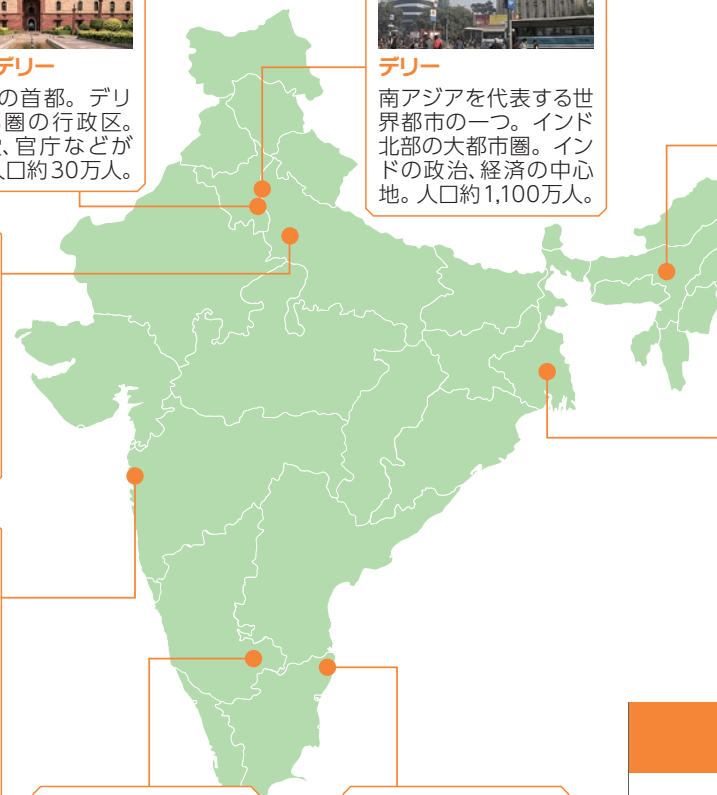 デリー
の首都。デリ
圏の行政区。
、官庁などが
人口約30万人。
デリー
南アジアを代表する世
界都市の一つ。インド
北部の大都市圏。イン
ドの政治、経済の中心
地。人口約1,100万人。